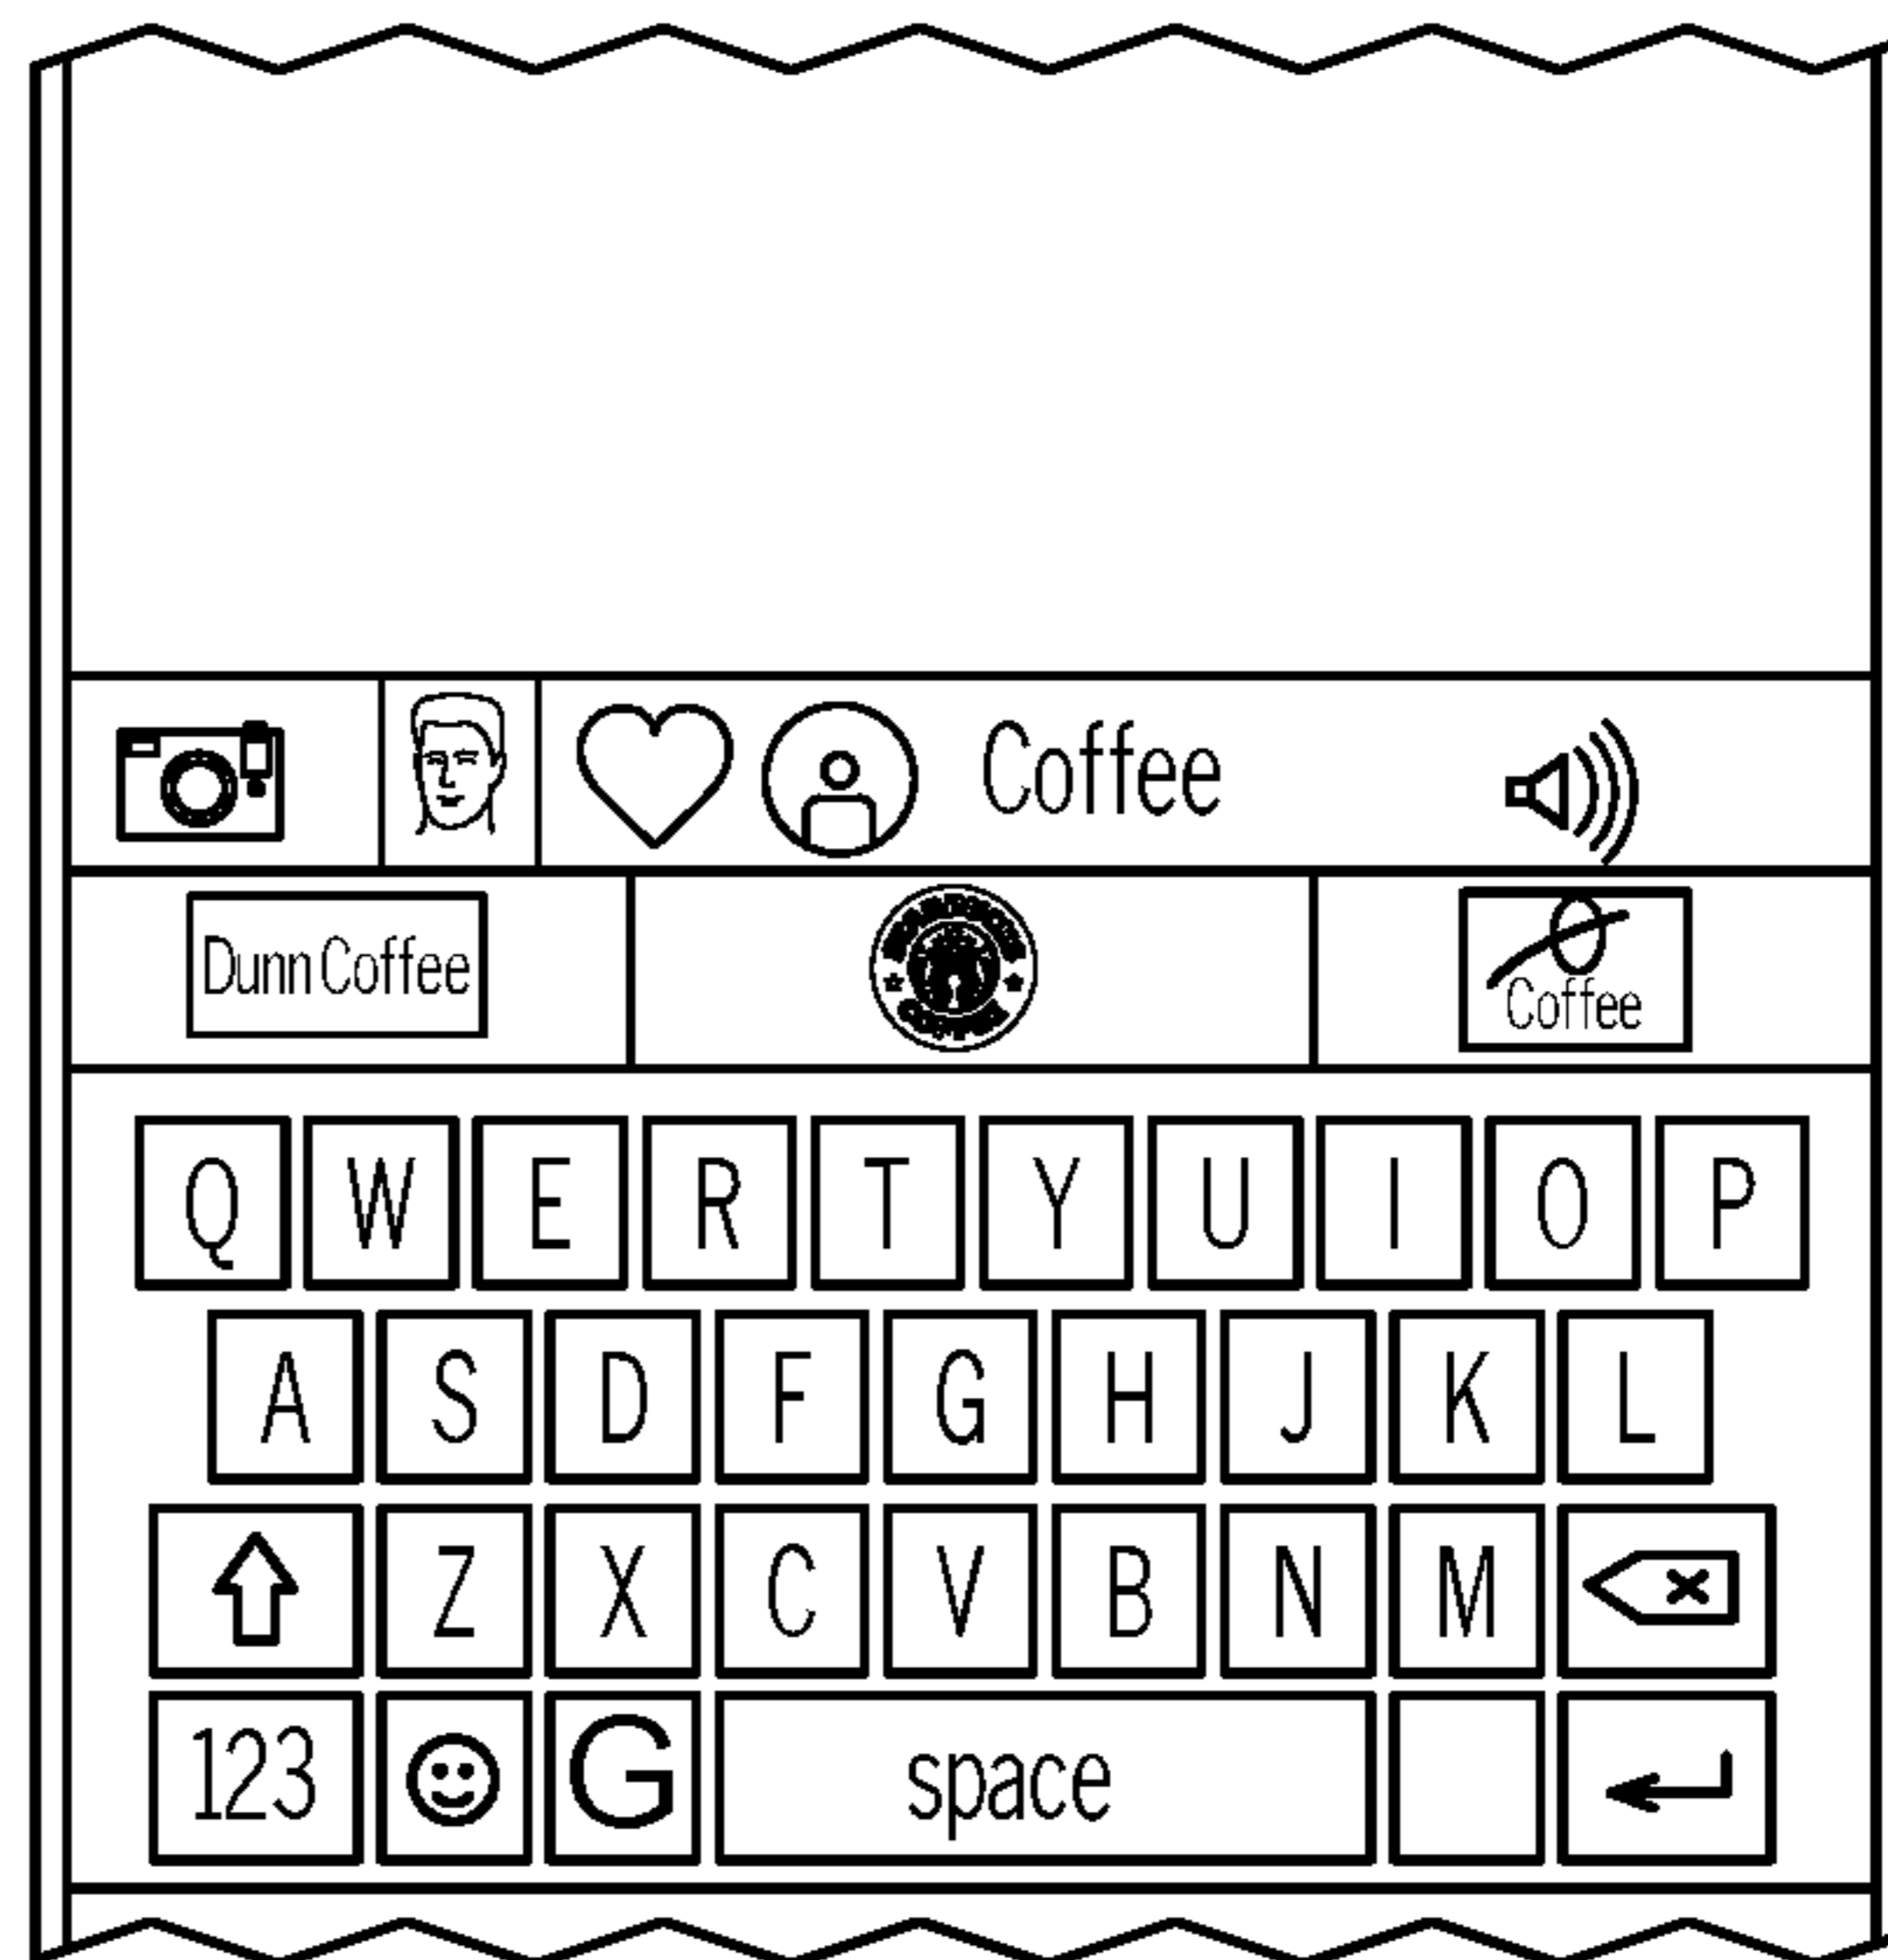 Coffee
Dunn Coffee
Coffee
Q W E R T Y U I O P
A S D F G H J K L
Z X C V B N M
123 G space